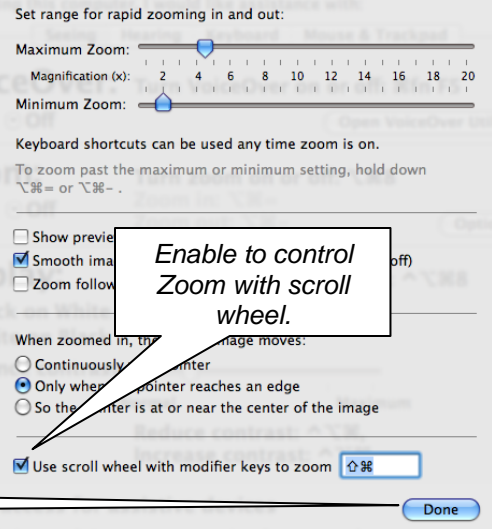 Set range for rapid zooming in and out:
Maximum Zoom:
Magnification (x): 2 4 6 8 10 12 14 16 18 20
Minimum Zoom:
Keyboard shortcuts can be used any time zoom is on.
To zoom past the maximum or minimum setting, hold down
⌥⌘= or ⌥⌘- .
Show previe
Smooth ima off)
Zoom follow
Enable to control
Zoom with scroll
wheel.
When zoomed in, the image moves:
Continuously pointer
Only when pointer reaches an edge
So the pointer is at or near the center of the image
Use scroll wheel with modifier keys to zoom ⇧⌘
Done